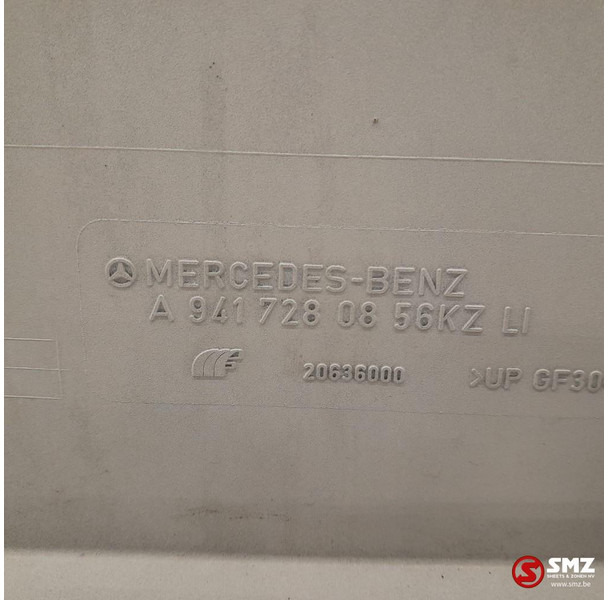 MERCEDES-BENZ
A 941 728 08 56KZ LI
20636000 >UP GF30
SMZ
SMEETS & ZONEN NV
www.smz.be